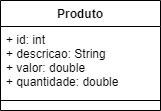 Produto
+ id: int
+ descricao: String
+ valor: double
+ quantidade: double